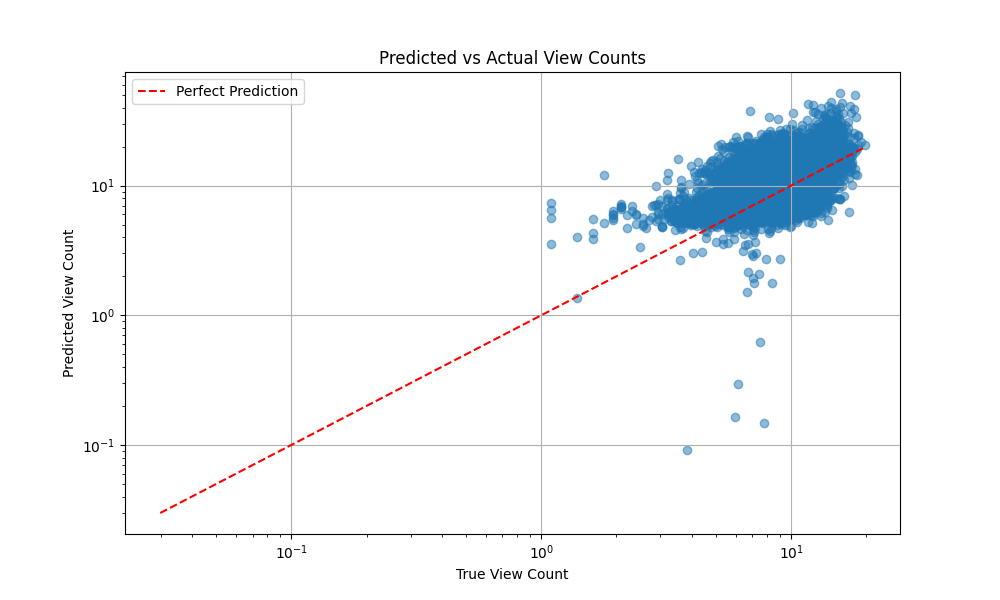 Predicted vs Actual View Counts
Perfect Prediction
Predicted View Count
10¹
10⁰
10⁻¹
10⁻¹
10⁰
10¹
True View Count